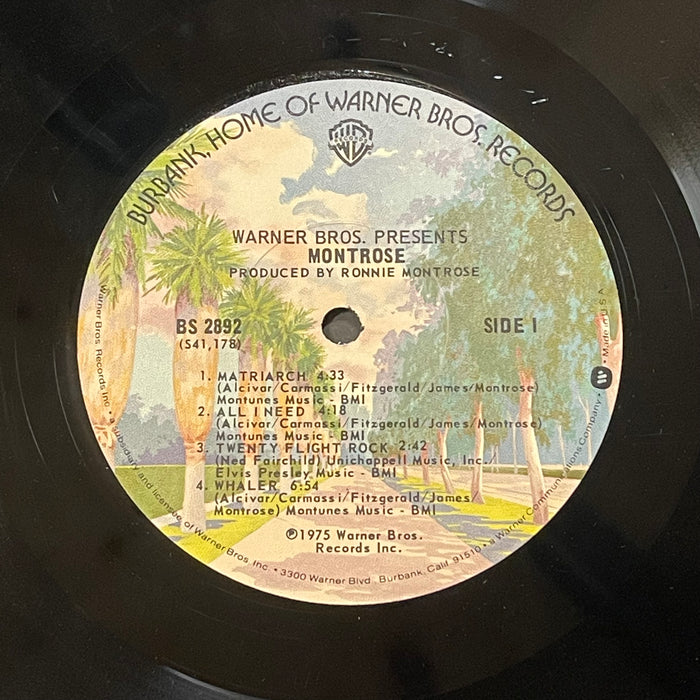 BURBANK, HOME OF WARNER BROS. RECORDS
WB
RECORDS
WARNER BROS. PRESENTS
MONTROSE
PRODUCED BY RONNIE MONTROSE
BS 2892
(S41,178)
SIDE 1
1. MATRIARCH 4:33
(Alcivar/Carmassi/Fitzgerald/James/Montrose)
Montunes Music - BMI
2. ALL I NEED 4:18
(Alcivar/Carmassi/Fitzgerald/James/Montrose)
Montunes Music - BMI
3. TWENTY FLIGHT ROCK 2:42
(Ned Fairchild) Unichappell Music, Inc./
Elvis Presley Music - BMI
4. WHALER 6:54
(Alcivar/Carmassi/Fitzgerald/James
Montrose) Montunes Music - BMI
℗1975 Warner Bros.
Records Inc.
Warner Bros. Records Inc. • a subsidiary and licensee of Warner Bros. Inc. • 3300 Warner Blvd., Burbank, Calif. 91510 • a Warner Communications Company • Made in U.S.A.